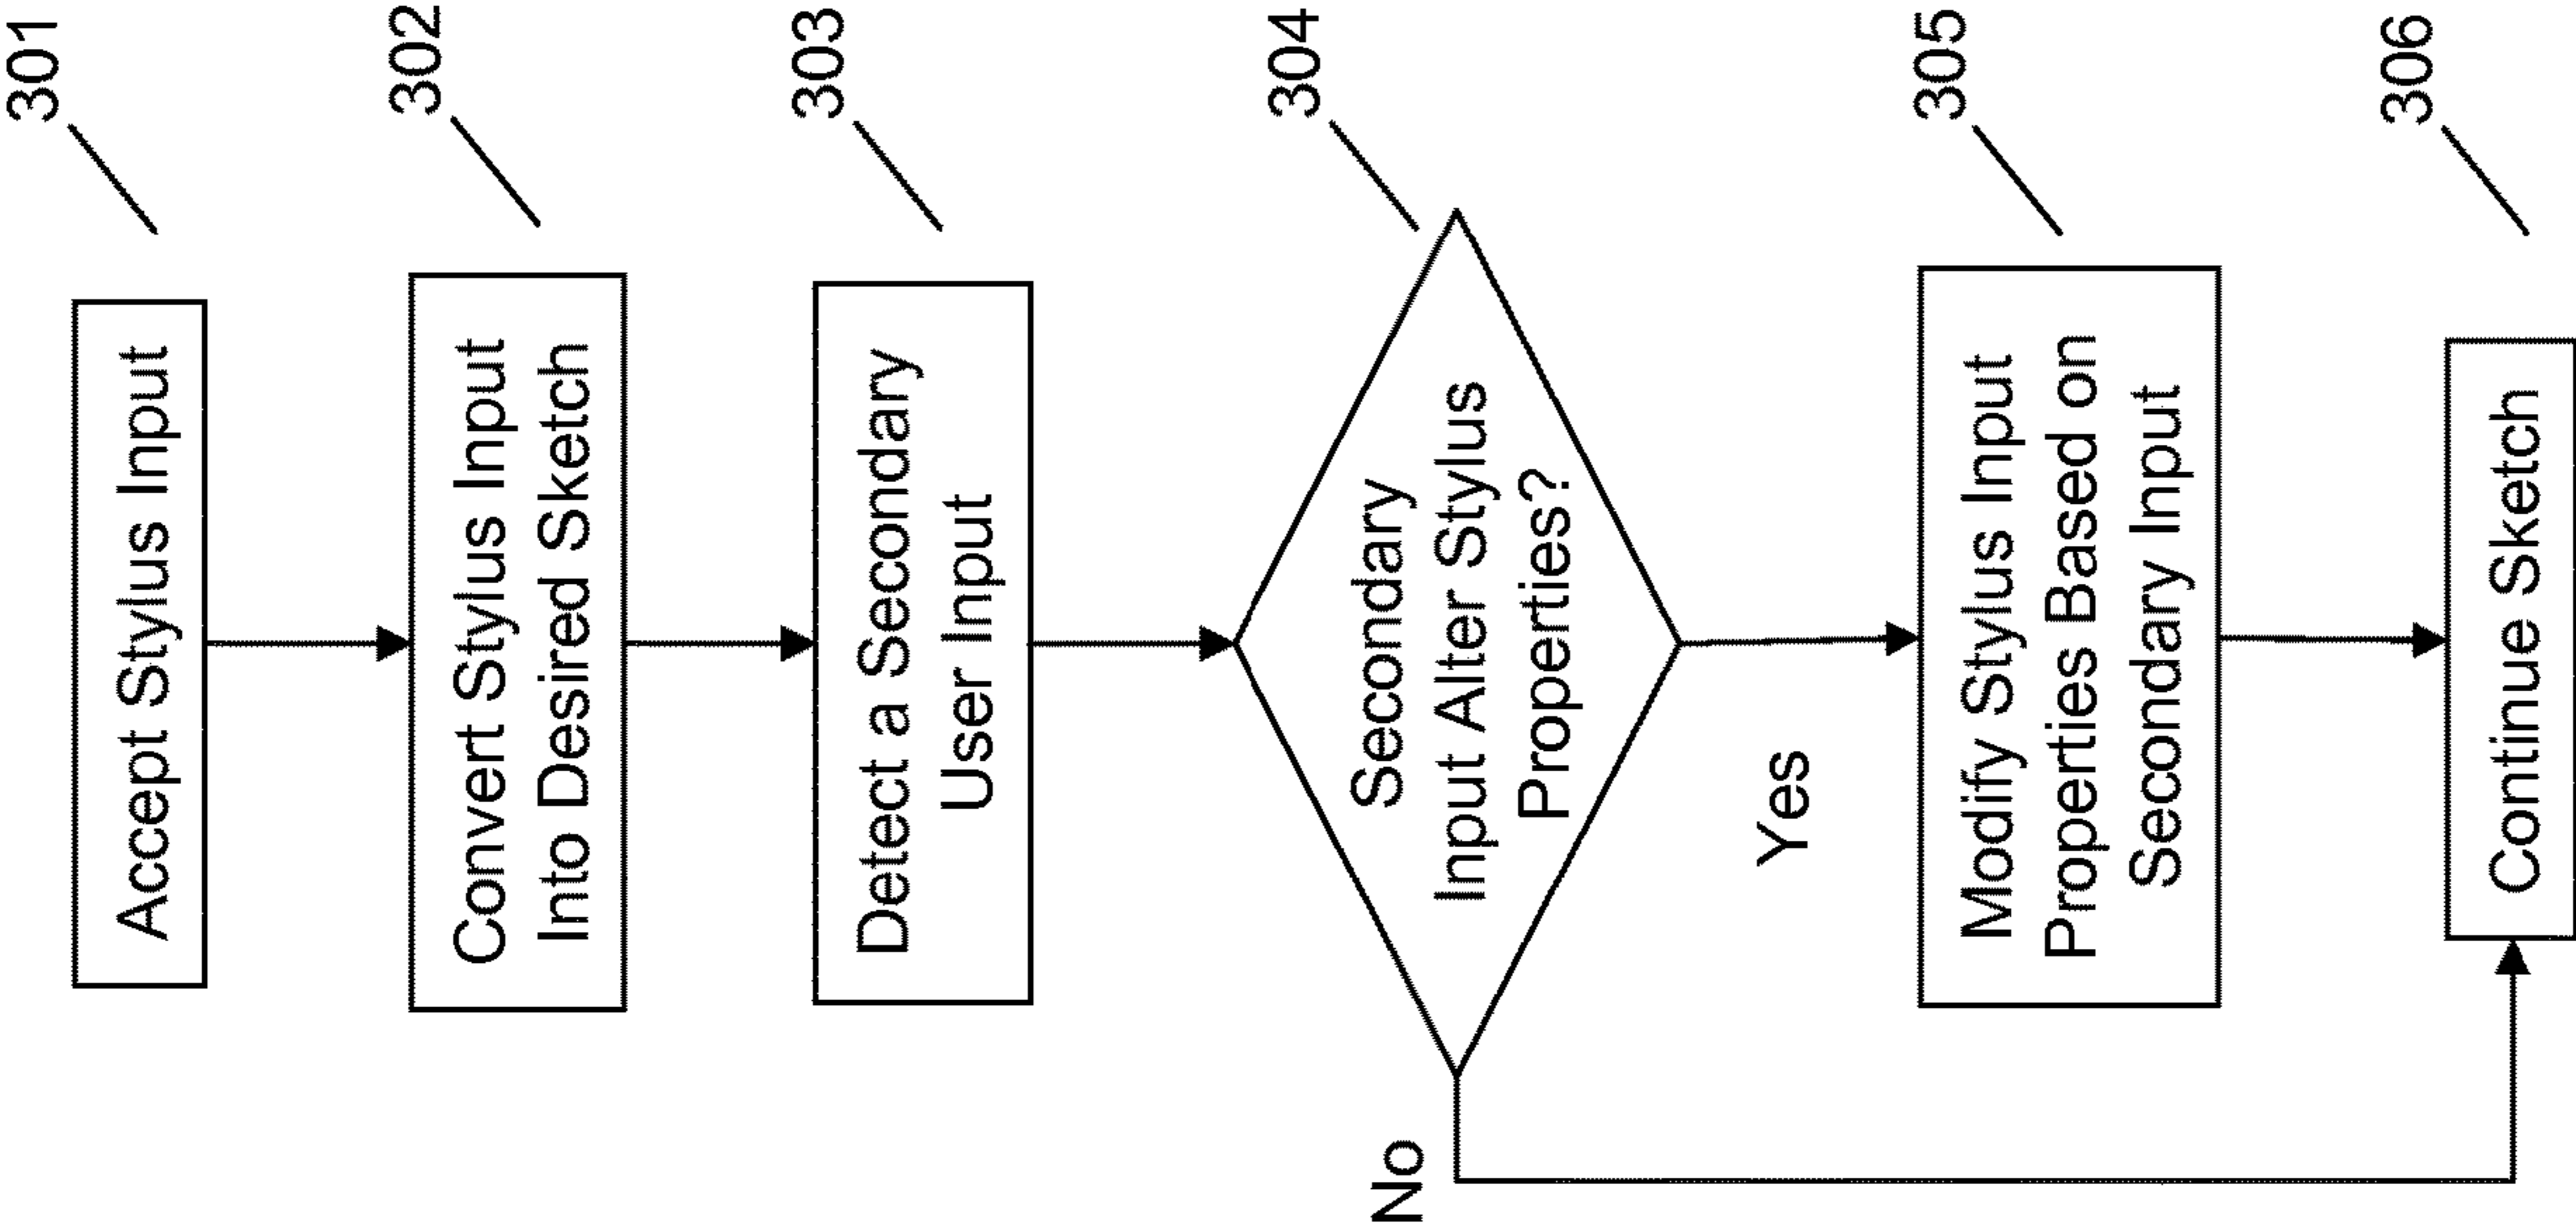 301
Accept Stylus Input
302
Convert Stylus Input
Into Desired Sketch
303
Detect a Secondary
User Input
304
Secondary
Input Alter Stylus
Properties?
No
Yes
305
Modify Stylus Input
Properties Based on
Secondary Input
306
Continue Sketch